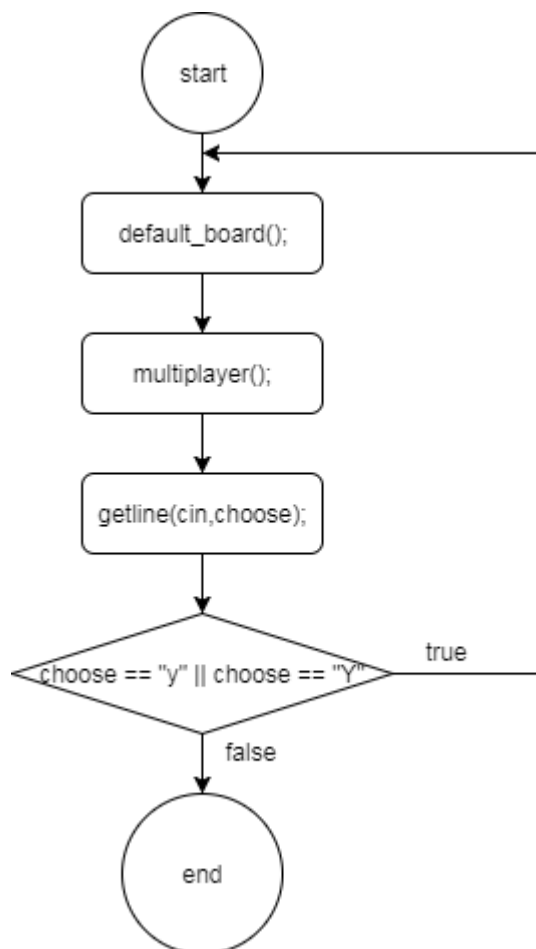 start
default_board();
multiplayer();
getline(cin,choose);
choose == "y" || choose == "Y"
true
false
end